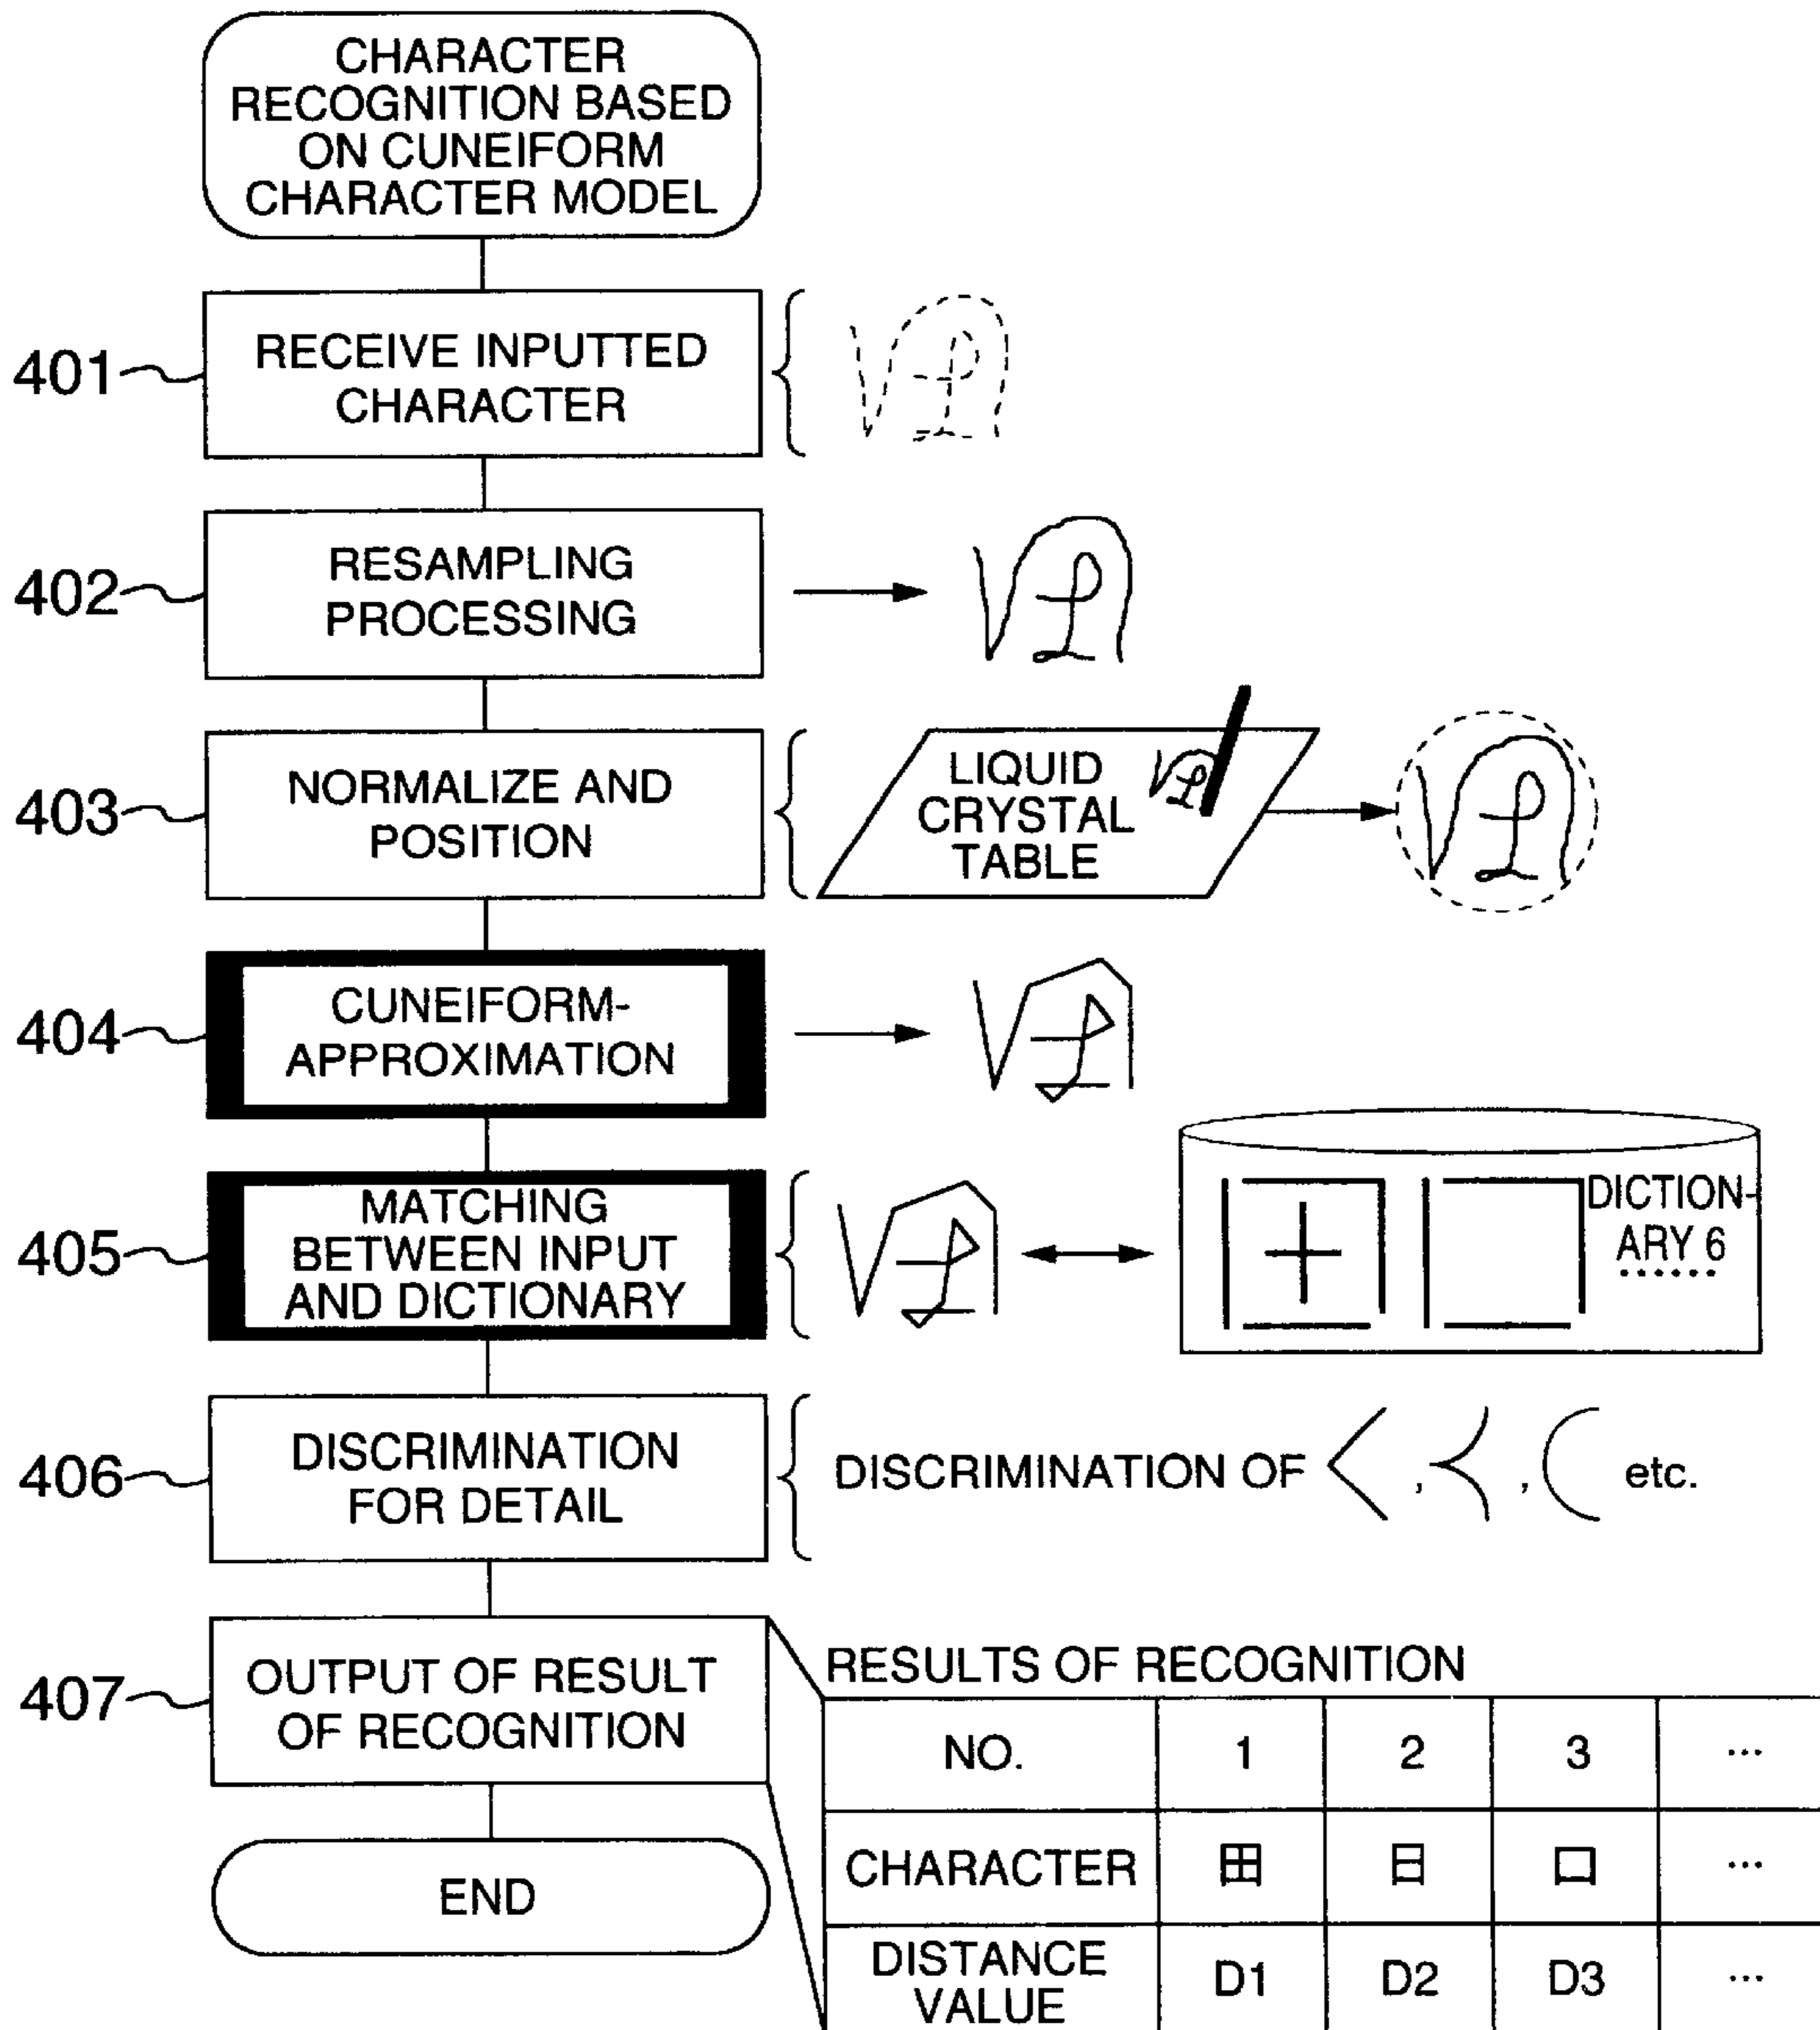 CHARACTER
RECOGNITION BASED
ON CUNEIFORM
CHARACTER MODEL
401
RECEIVE INPUTTED
CHARACTER
402
RESAMPLING
PROCESSING
403
NORMALIZE AND
POSITION
LIQUID
CRYSTAL
TABLE
404
CUNEIFORM-
APPROXIMATION
405
MATCHING
BETWEEN INPUT
AND DICTIONARY
DICTION-
ARY 6
406
DISCRIMINATION
FOR DETAIL
DISCRIMINATION OF <, ≺, ( etc.
407
OUTPUT OF RESULT
OF RECOGNITION
RESULTS OF RECOGNITION
NO. 1 2 3 ...
CHARACTER 田 日 口 ...
DISTANCE
VALUE D1 D2 D3 ...
END